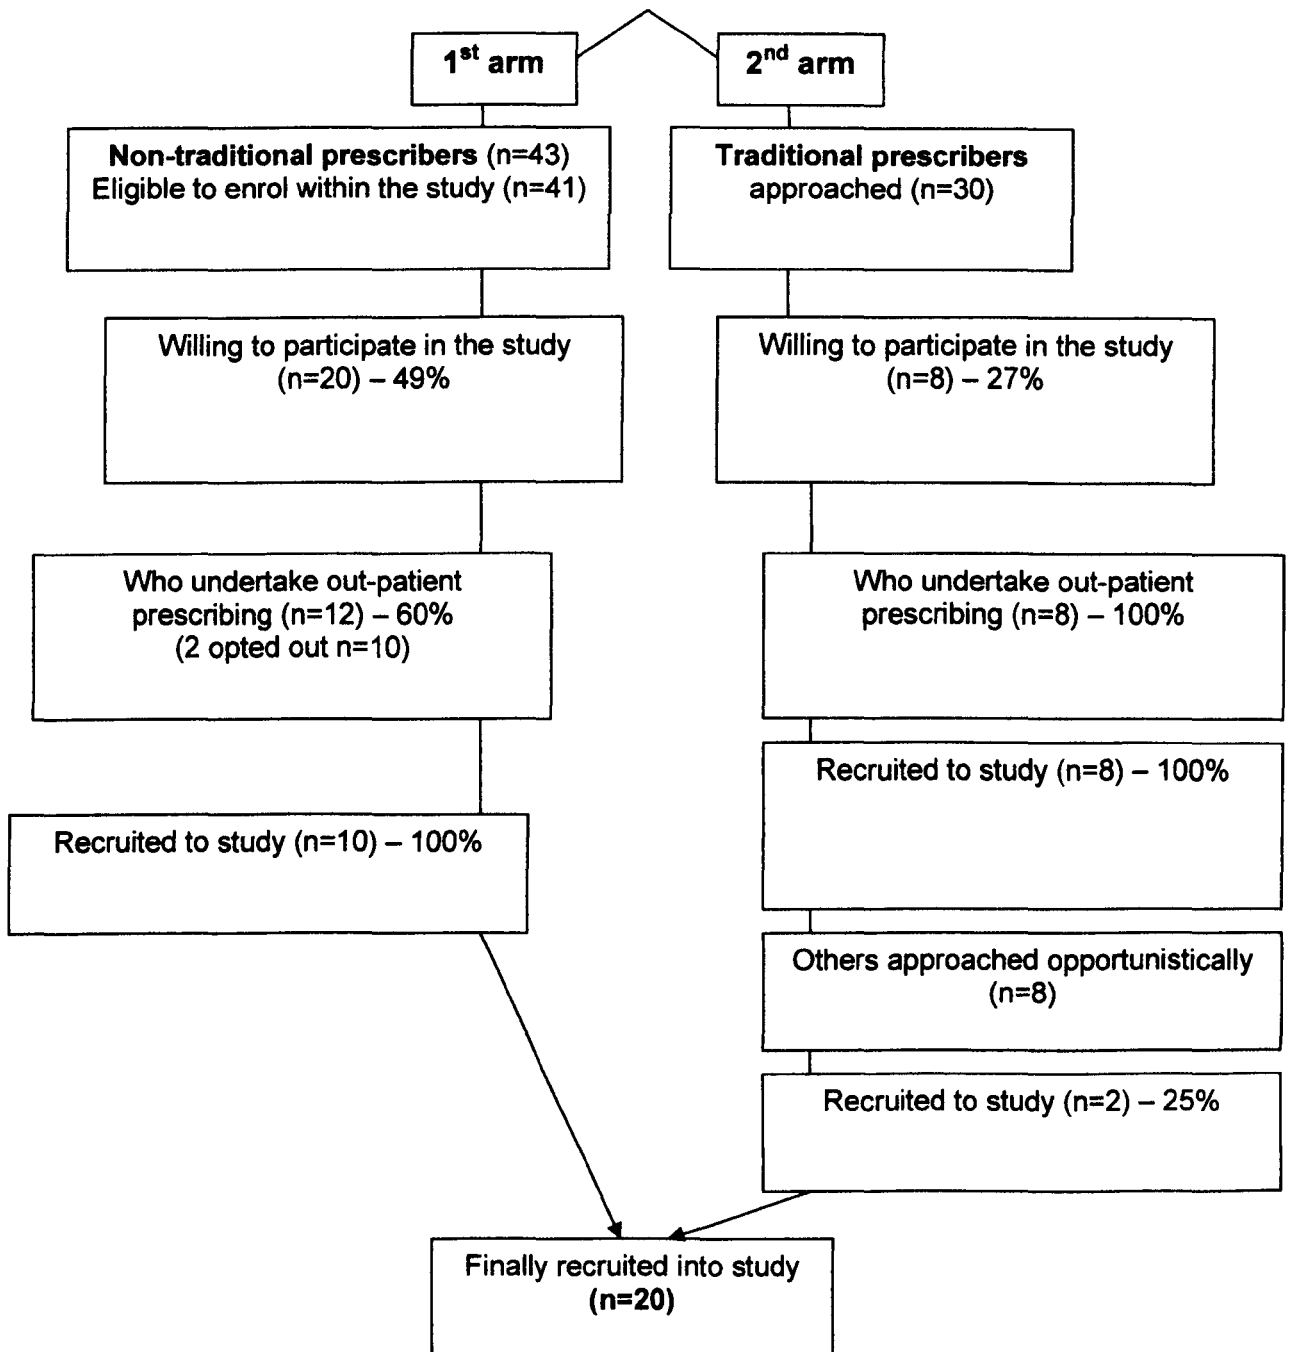 1st arm
2nd arm
Non-traditional prescribers (n=43)
Eligible to enrol within the study (n=41)
Traditional prescribers
approached (n=30)
Willing to participate in the study
(n=20) – 49%
Willing to participate in the study
(n=8) – 27%
Who undertake out-patient
prescribing (n=12) – 60%
(2 opted out n=10)
Who undertake out-patient
prescribing (n=8) – 100%
Recruited to study (n=8) – 100%
Recruited to study (n=10) – 100%
Others approached opportunistically
(n=8)
Recruited to study (n=2) – 25%
Finally recruited into study
(n=20)